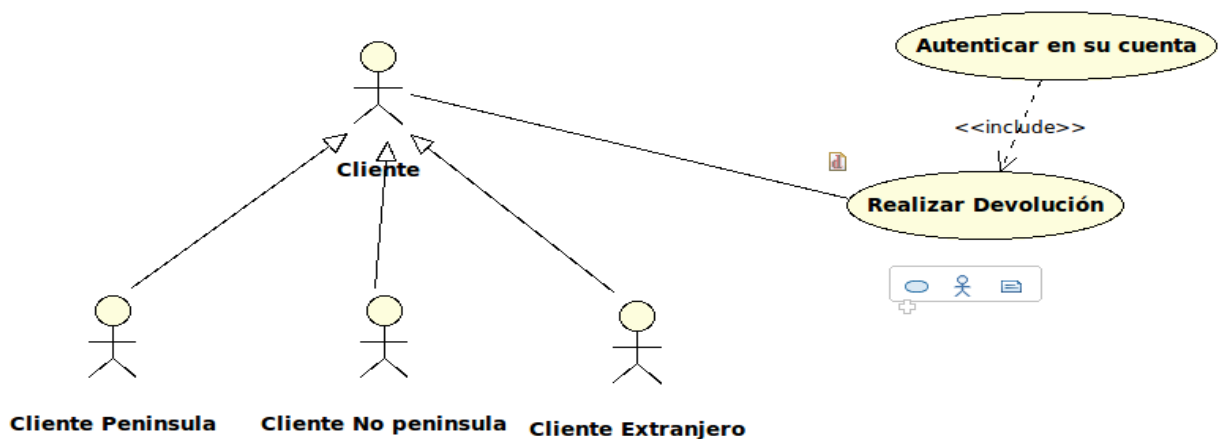 Autenticar en su cuenta
<<include>>
Cliente
Realizar Devolución
Cliente Peninsula
Cliente No peninsula
Cliente Extranjero